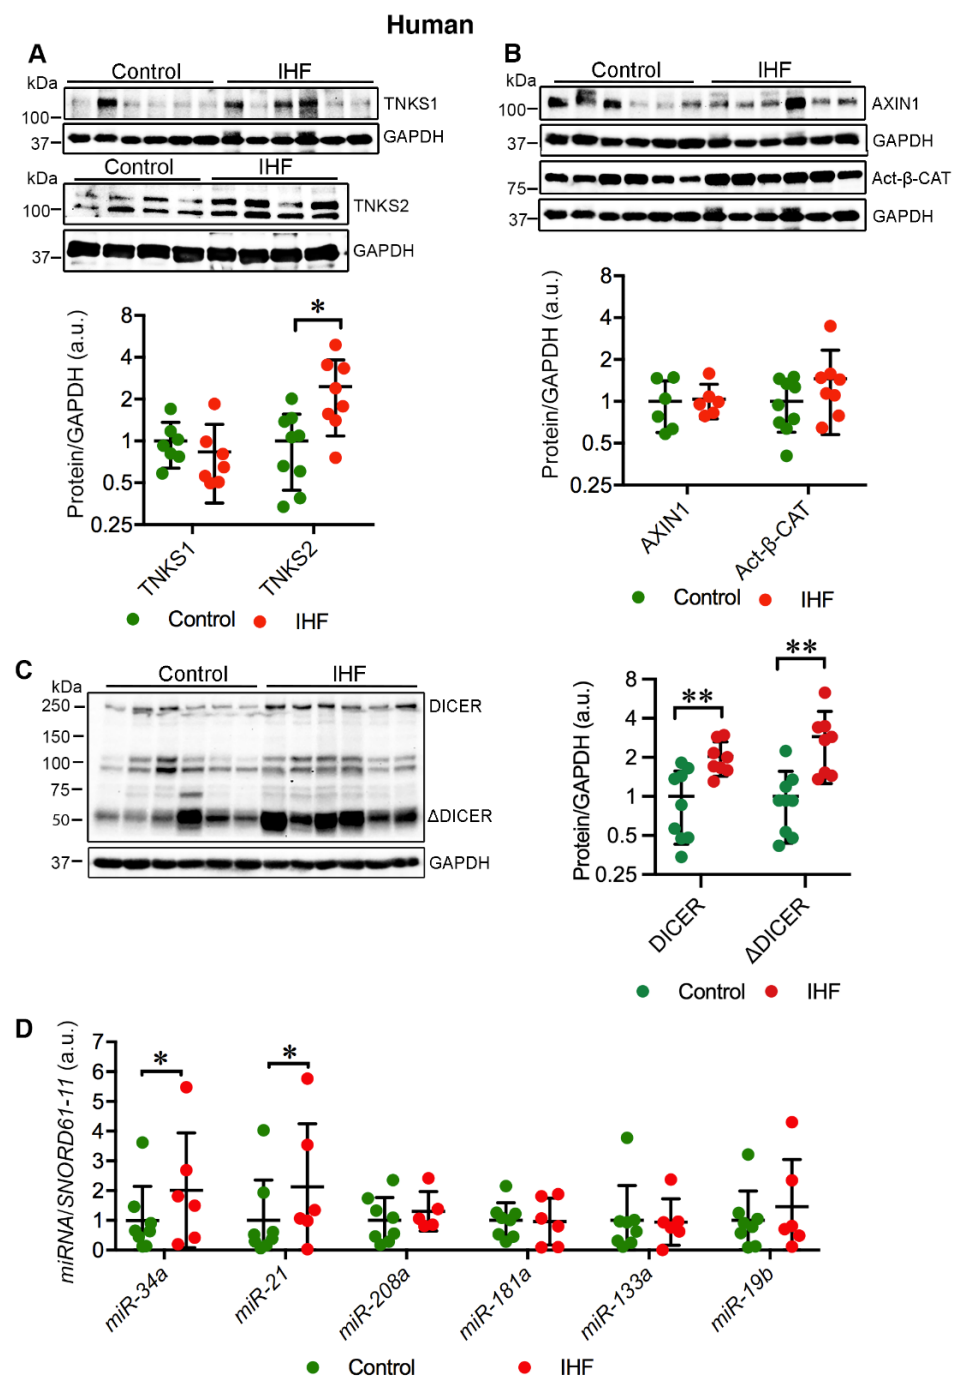 Human
A
Control IHF
kDa
100
TNKS1
37
GAPDH
Control IHF
kDa
100
TNKS2
37
GAPDH
Protein/GAPDH (a.u.)
8
4
2
1
0.5
0.25
*
TNKS1
TNKS2
Control IHF
B
Control IHF
kDa
100
AXIN1
37
GAPDH
75
Act-β-CAT
37
GAPDH
Protein/GAPDH (a.u.)
8
4
2
1
0.5
0.25
AXIN1
Act-β-CAT
Control IHF
C
Control IHF
kDa
250
DICER
150
100
75
50
ΔDICER
37
GAPDH
Protein/GAPDH (a.u.)
8
4
2
1
0.5
0.25
**
**
DICER
ΔDICER
Control IHF
D
miRNA/SNORD61-11 (a.u.)
7
6
5
4
3
2
1
0
*
*
miR-34a
miR-21
miR-208a
miR-181a
miR-133a
miR-19b
Control IHF